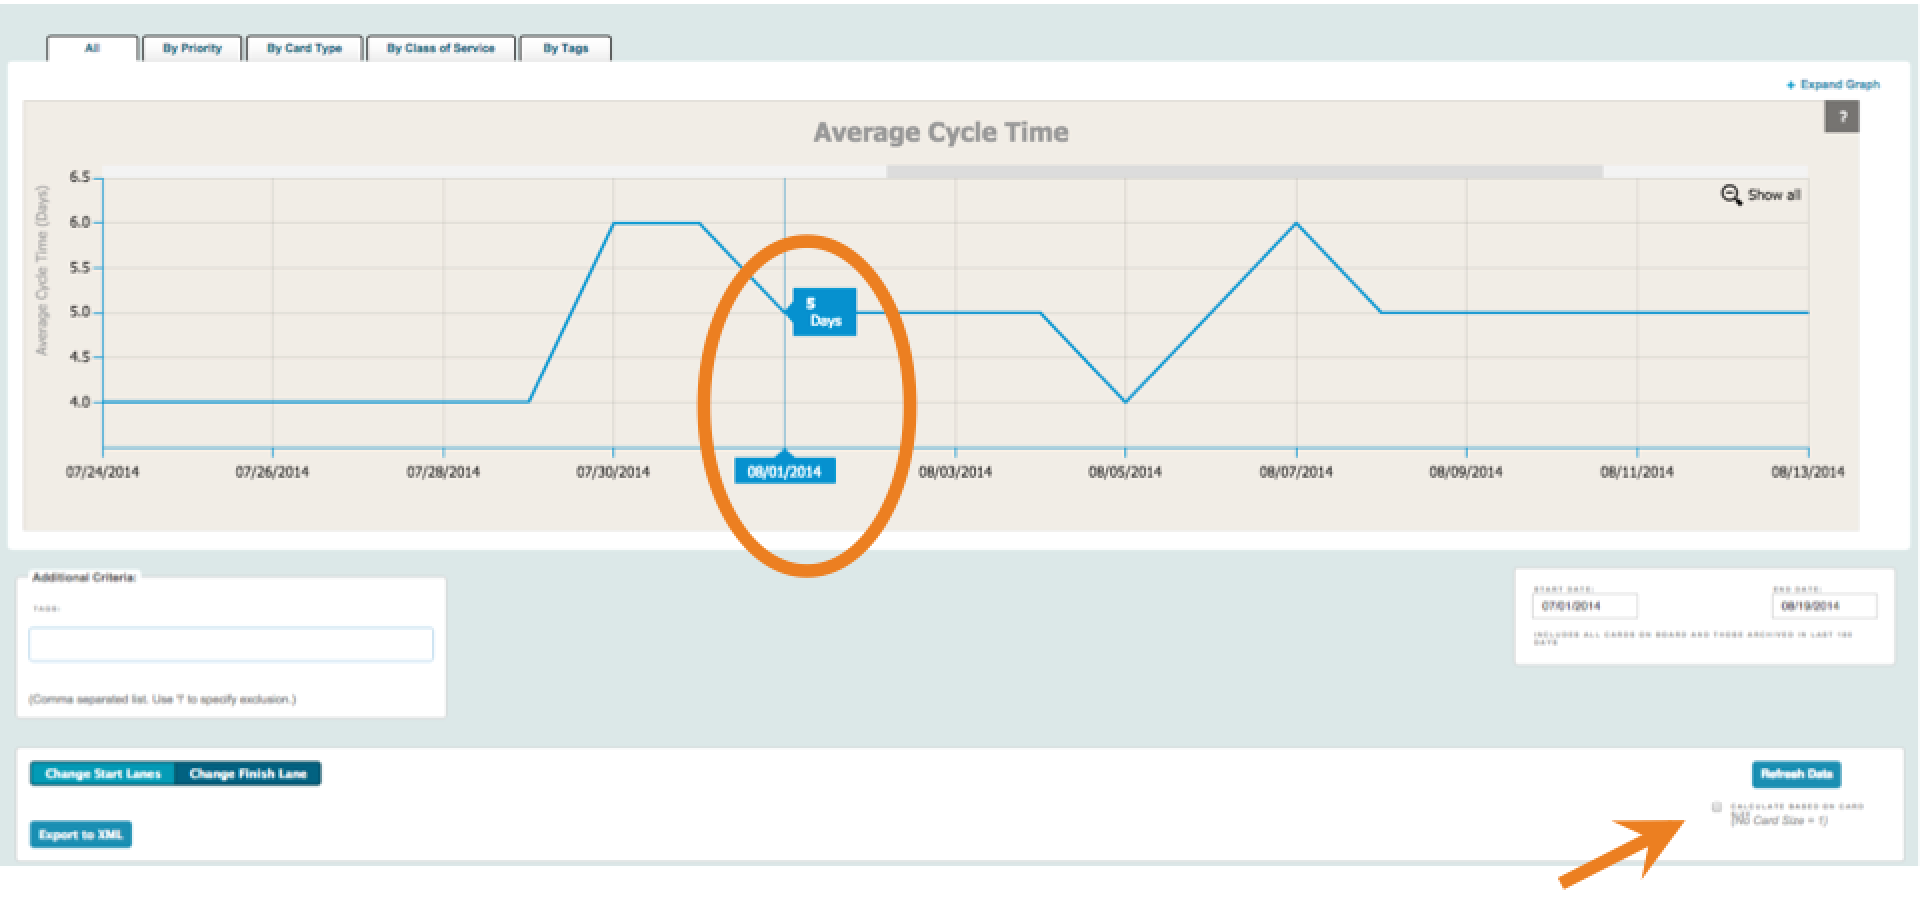 All By Priority By Card Type By Class of Service By Tags
+ Expand Graph
?
Average Cycle Time
Average Cycle Time (Days)
6.5
6.0
5.5
5.0
4.5
4.0
Show all
5
Days
07/24/2014 07/26/2014 07/28/2014 07/30/2014 08/01/2014 08/03/2014 08/05/2014 08/07/2014 08/09/2014 08/11/2014 08/13/2014
Additional Criteria:
TAGS:
(Comma separated list. Use '!' to specify exclusion.)
START DATE: END DATE:
07/01/2014 08/19/2014
INCLUDES ALL CARDS ON BOARD AND THOSE ARCHIVED IN LAST
DAYS
Change Start Lanes Change Finish Lane
Refresh Data
CALCULATE BASED ON CARD
(No Card Size = 1)
Export to XML